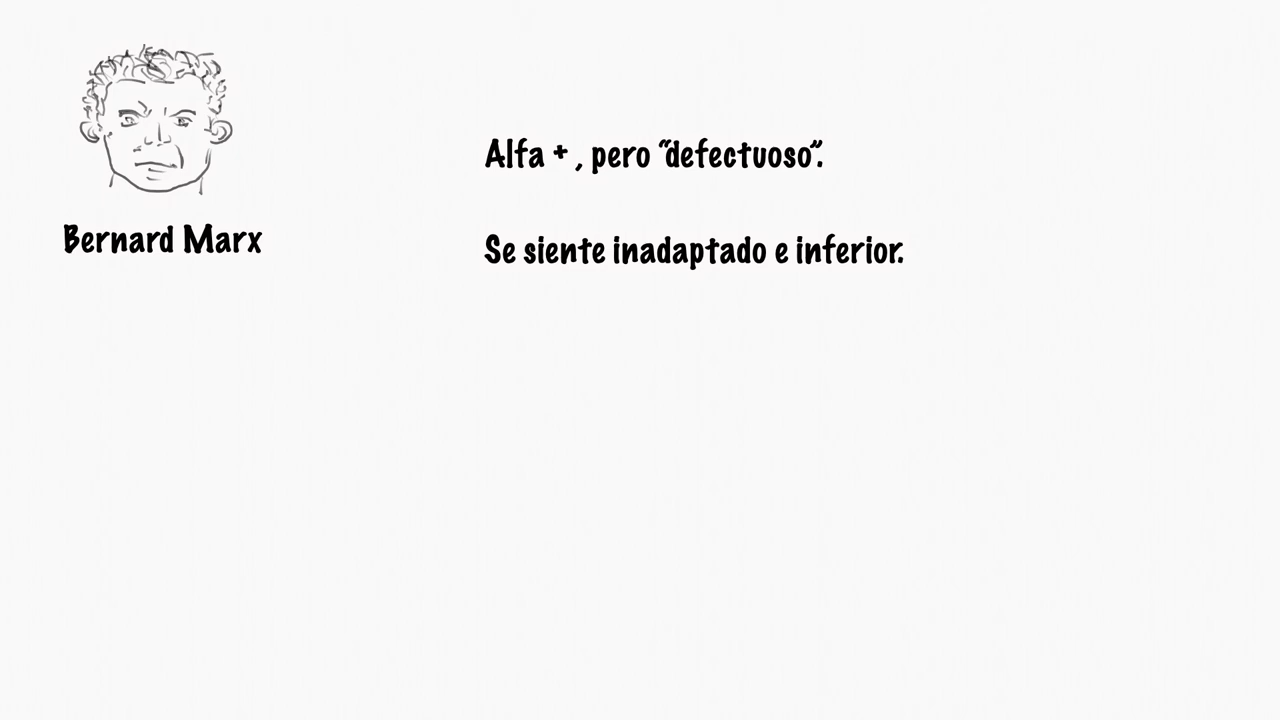 Alfa + , pero “defectuoso”.
Bernard Marx
Se siente inadaptado e inferior.